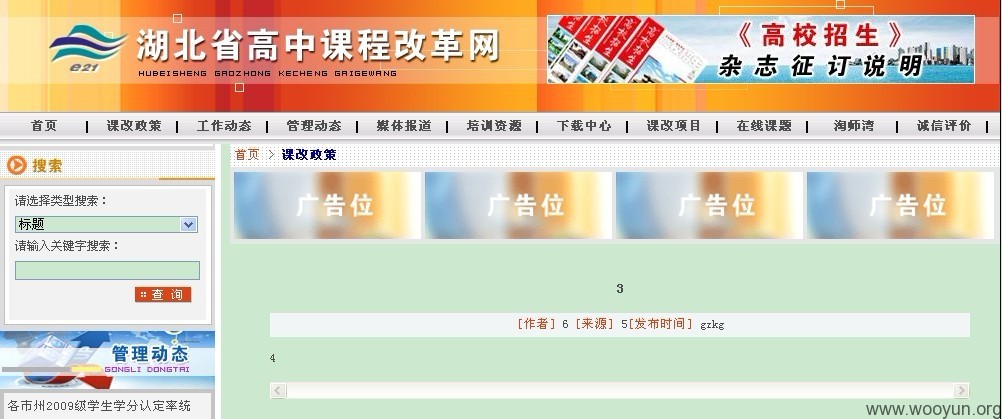 e21
湖北省高中课程改革网
HUBEISHENG GAOZHONG KECHENG GAIGEWANG
《高校招生》
杂志征订说明
首页 课改政策 工作动态 管理动态 媒体报道 培训资源 下载中心 课改项目 在线课题 淘师湾 诚信评价
搜索
首页 > 课改政策
请选择类型搜索：
标题
请输入关键字搜索：
查 询
广告位 广告位 广告位 广告位
3
[作者] 6 [来源] 5[发布时间] gzkg
4
管理动态
GONGLI DONGTAI
各市州2009级学生学分认定率统
www.wooyun.org